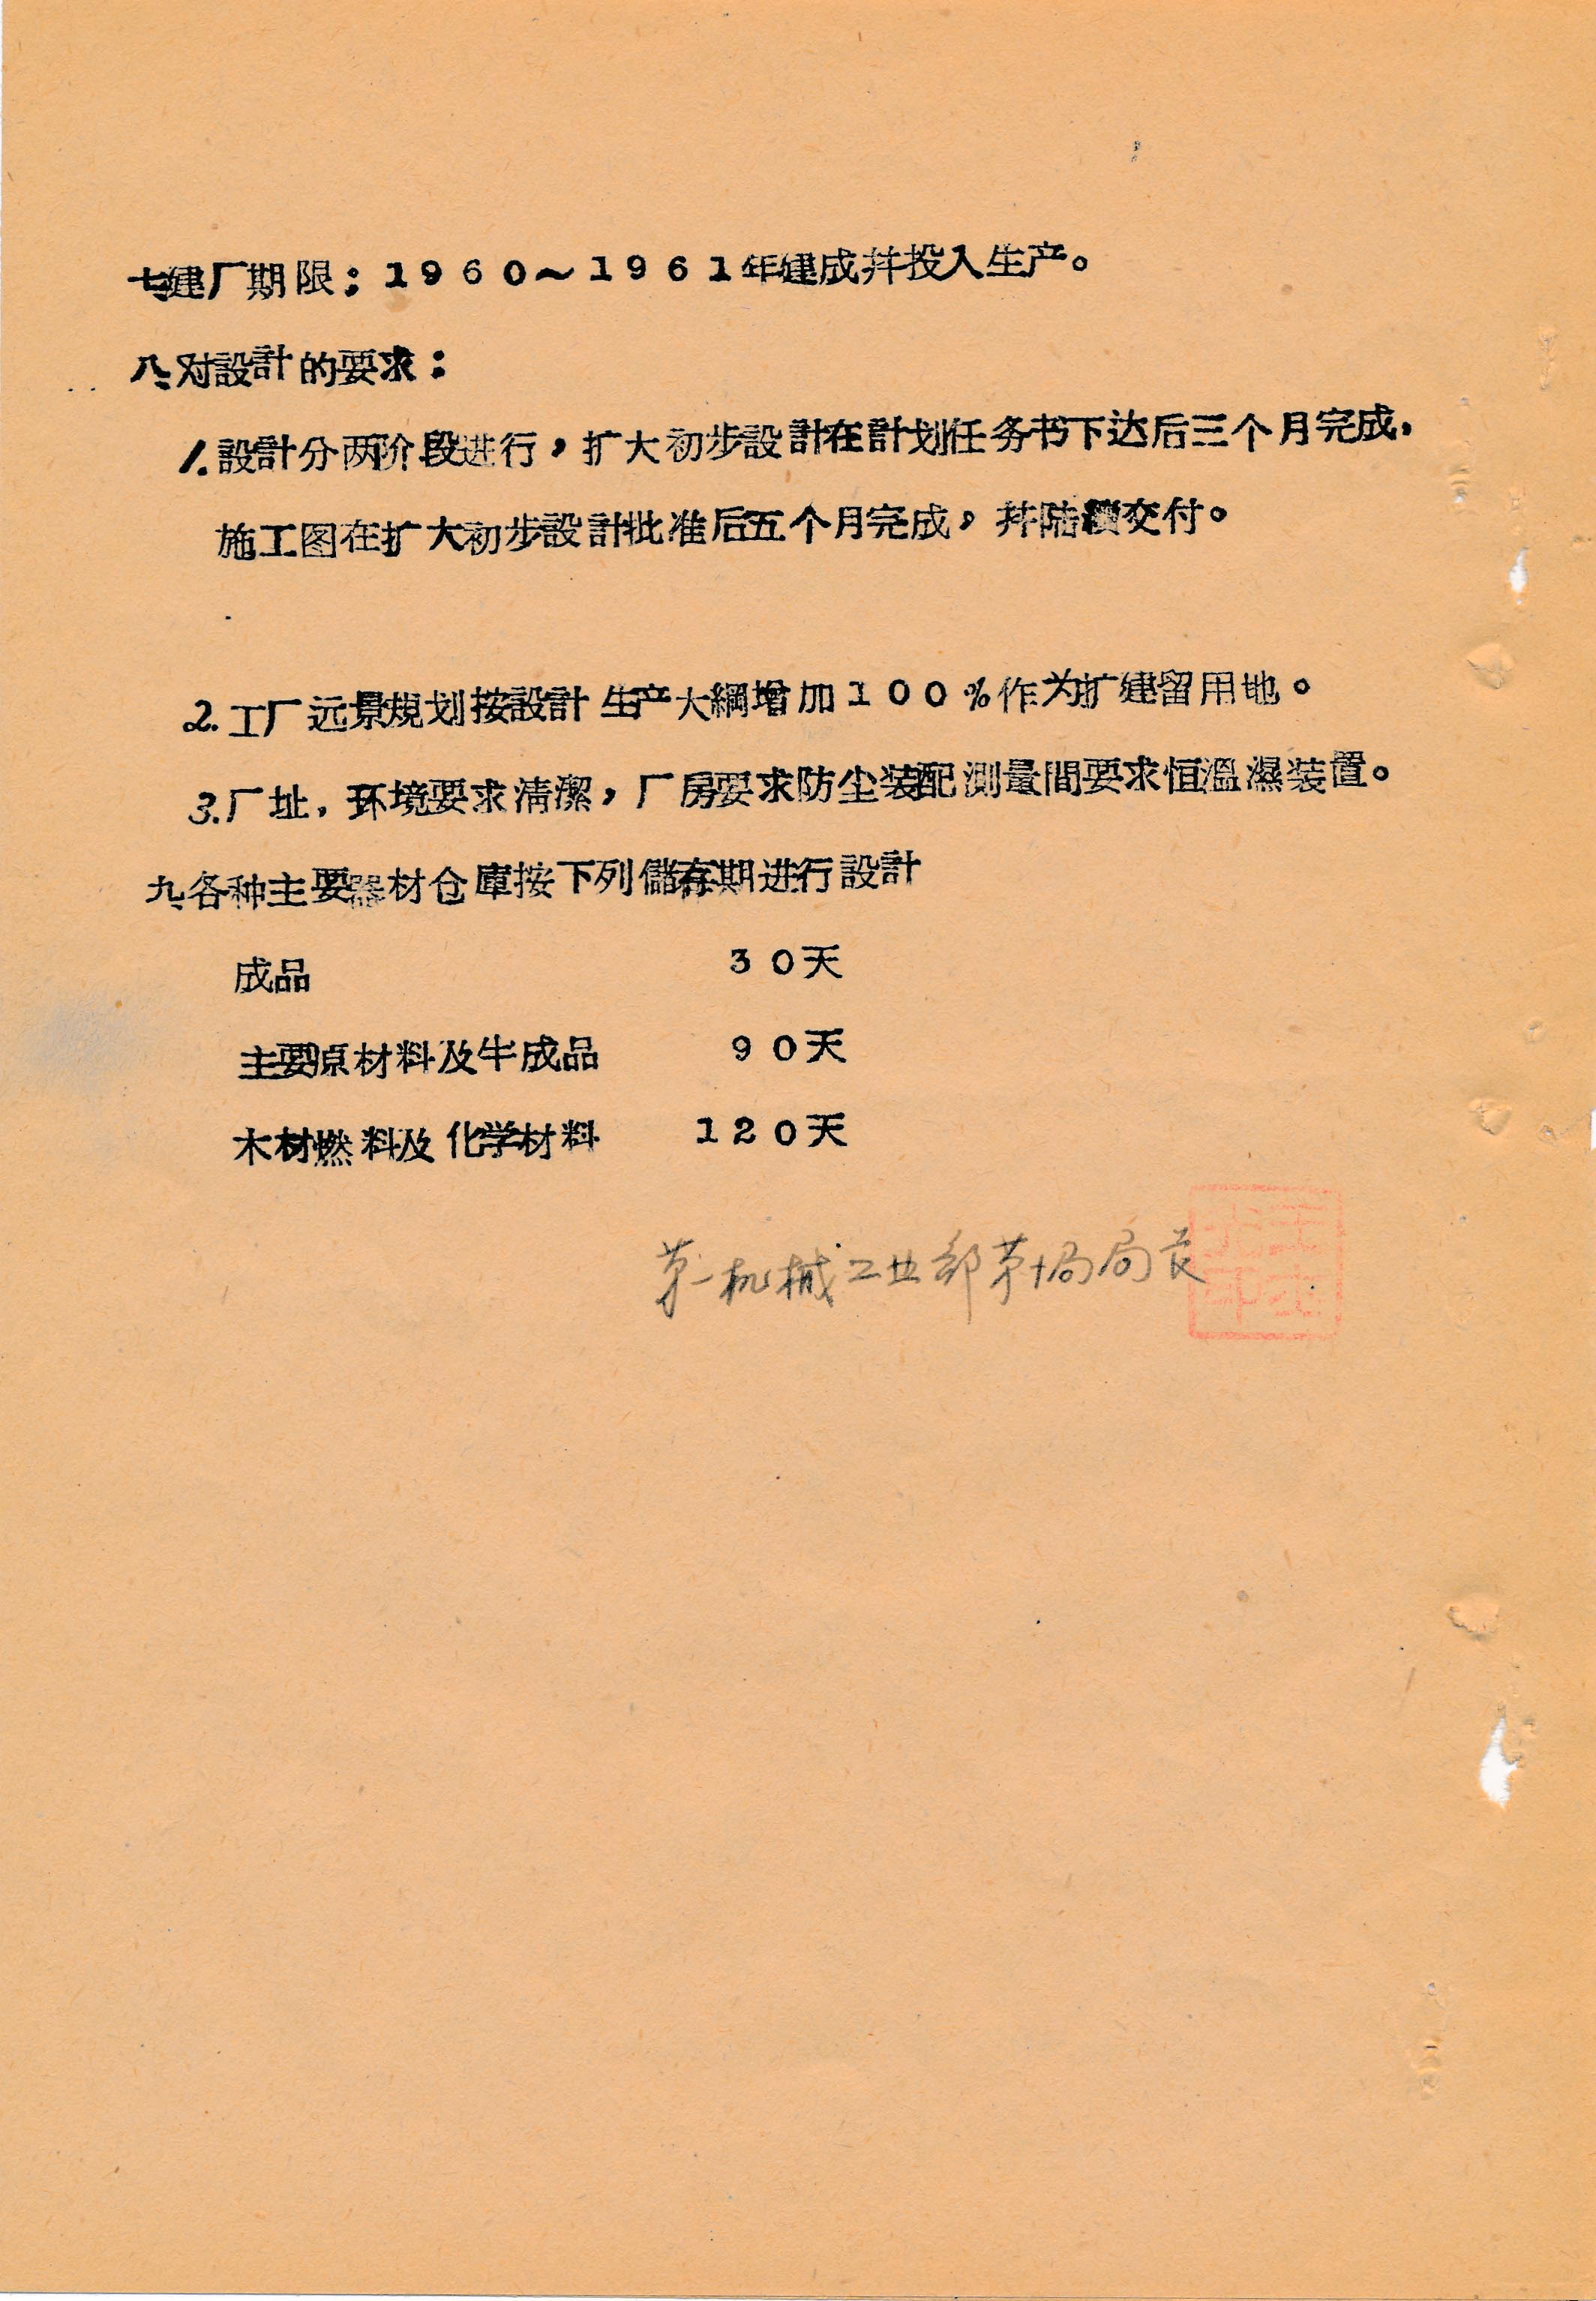 七、建厂期限：1960～1961年建成并投入生产。
八、对設計的要求：
1.設計分两阶段进行，扩大初步設計在計划任务书下达后三个月完成，
施工图在扩大初步設計批准后五个月完成，并陆續交付。
2.工厂远景規划按設計生产大綱增加100%作为扩建留用地。
3.厂址，环境要求清潔，厂房要求防尘装配測量間要求恒溫濕装置。
九、各种主要器材仓庫按下列儲存期进行設計
成品 30天
主要原材料及半成品 90天
木材燃料及化学材料 120天
第一机械工业部第十局局长